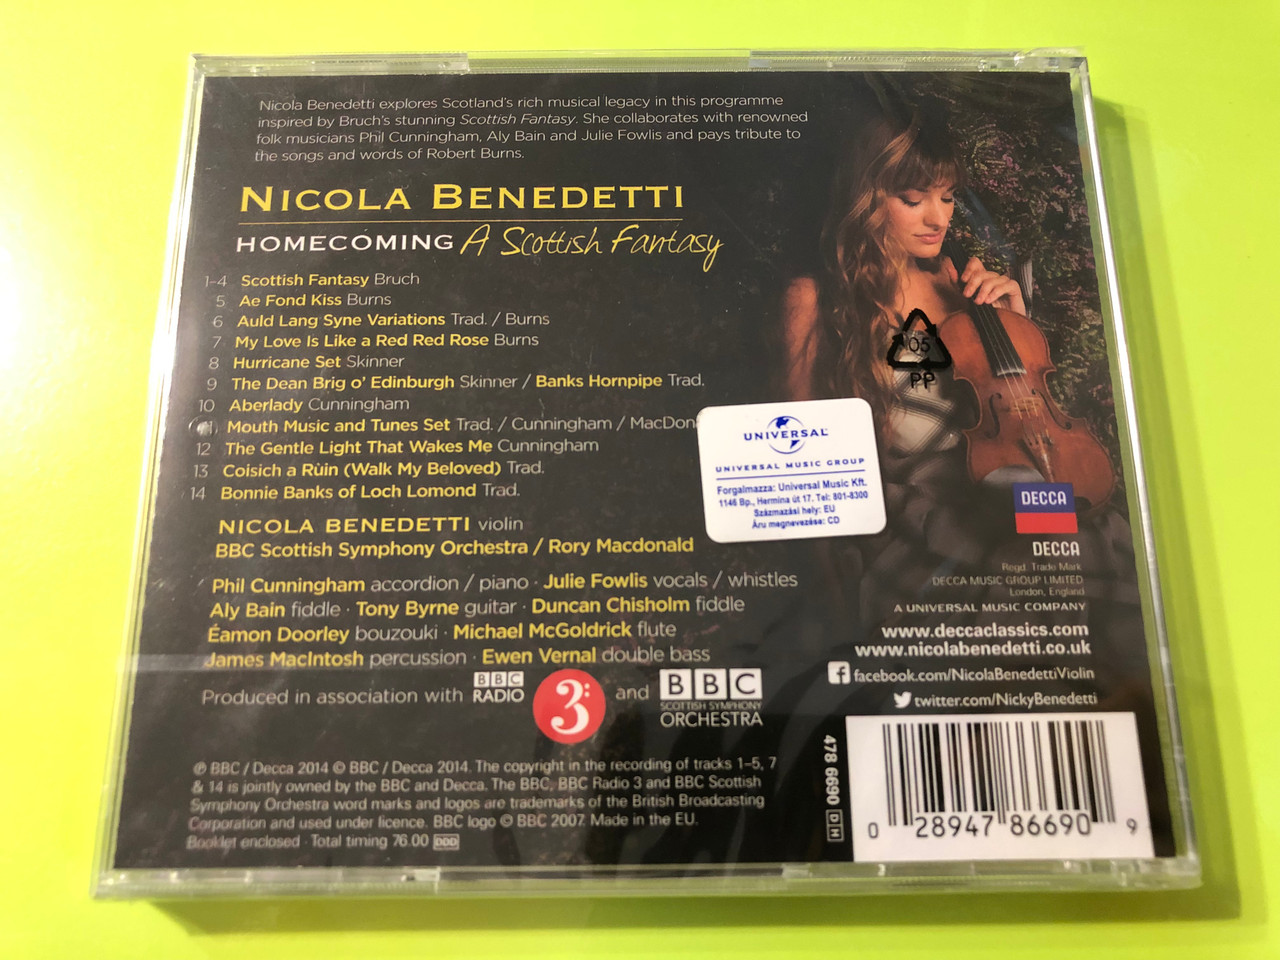 Nicola Benedetti explores Scotland's rich musical legacy in this programme
inspired by Bruch's stunning Scottish Fantasy. She collaborates with renowned
folk musicians Phil Cunningham, Aly Bain and Julie Fowlis and pays tribute to
the songs and words of Robert Burns.
NICOLA BENEDETTI
HOMECOMING A Scottish Fantasy
1–4 Scottish Fantasy Bruch
5 Ae Fond Kiss Burns
6 Auld Lang Syne Variations Trad. / Burns
7 My Love Is Like a Red Red Rose Burns
8 Hurricane Set Skinner
9 The Dean Brig o' Edinburgh Skinner / Banks Hornpipe Trad.
10 Aberlady Cunningham
11 Mouth Music and Tunes Set Trad. / Cunningham / MacDon
12 The Gentle Light That Wakes Me Cunningham
13 Coisich a Rùin (Walk My Beloved) Trad.
14 Bonnie Banks of Loch Lomond Trad.
NICOLA BENEDETTI violin
BBC Scottish Symphony Orchestra / Rory Macdonald
Phil Cunningham accordion / piano · Julie Fowlis vocals / whistles
Aly Bain fiddle · Tony Byrne guitar · Duncan Chisholm fiddle
Éamon Doorley bouzouki · Michael McGoldrick flute
James MacIntosh percussion · Ewen Vernal double bass
Produced in association with BBC RADIO 3 and BBC SCOTTISH SYMPHONY ORCHESTRA
℗ BBC / Decca 2014 © BBC / Decca 2014. The copyright in the recording of tracks 1–5, 7
& 14 is jointly owned by the BBC and Decca. The BBC, BBC Radio 3 and BBC Scottish
Symphony Orchestra word marks and logos are trademarks of the British Broadcasting
Corporation and used under licence. BBC logo © BBC 2007. Made in the EU.
Booklet enclosed · Total timing 76.00 DDD
05
PP
UNIVERSAL
UNIVERSAL MUSIC GROUP
Forgalmazza: Universal Music Kft.
1146 Bp., Hermina út 17. Tel: 801-8300
Származási hely: EU
Áru megnevezése: CD
DECCA
DECCA
Regd. Trade Mark
DECCA MUSIC GROUP LIMITED
London, England
A UNIVERSAL MUSIC COMPANY
www.deccaclassics.com
www.nicolabenedetti.co.uk
facebook.com/NicolaBenedettiViolin
twitter.com/NickyBenedetti
478 6690 DH
0 28947 86690 9